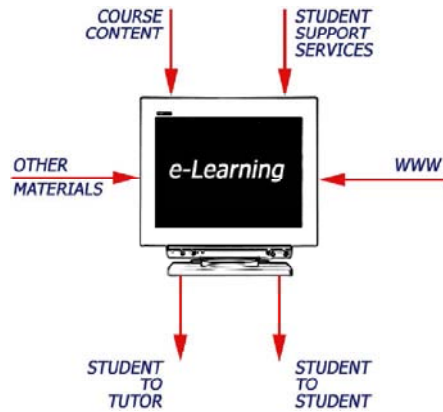 COURSE
CONTENT
STUDENT
SUPPORT
SERVICES
e-Learning
OTHER
MATERIALS
WWW
STUDENT
TO
TUTOR
STUDENT
TO
STUDENT